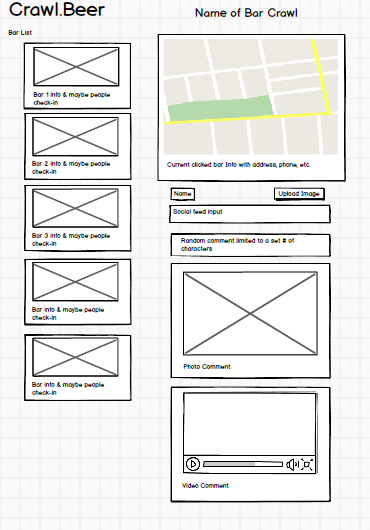 Crawl.Beer
Name of Bar Crawl
Bar List
Bar 1 info & maybe people
check-in
Bar 2 info & maybe people
check-in
Bar 3 info & maybe people
check-in
Bar info & maybe people
check-in
Bar info & maybe people
check-in
Current clicked bar Info with address, phone, etc.
Name
Upload Image
Social feed input
Random comment limited to a set # of
characters
Photo Comment
Video Comment